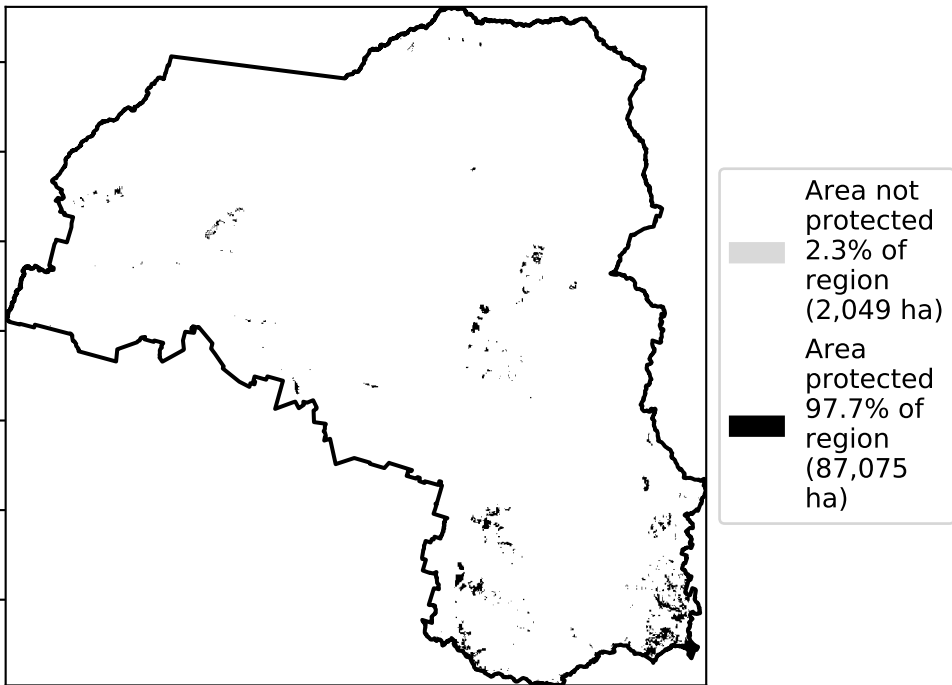 Area not
protected
2.3% of
region
(2,049 ha)
Area
protected
97.7% of
region
(87,075
ha)